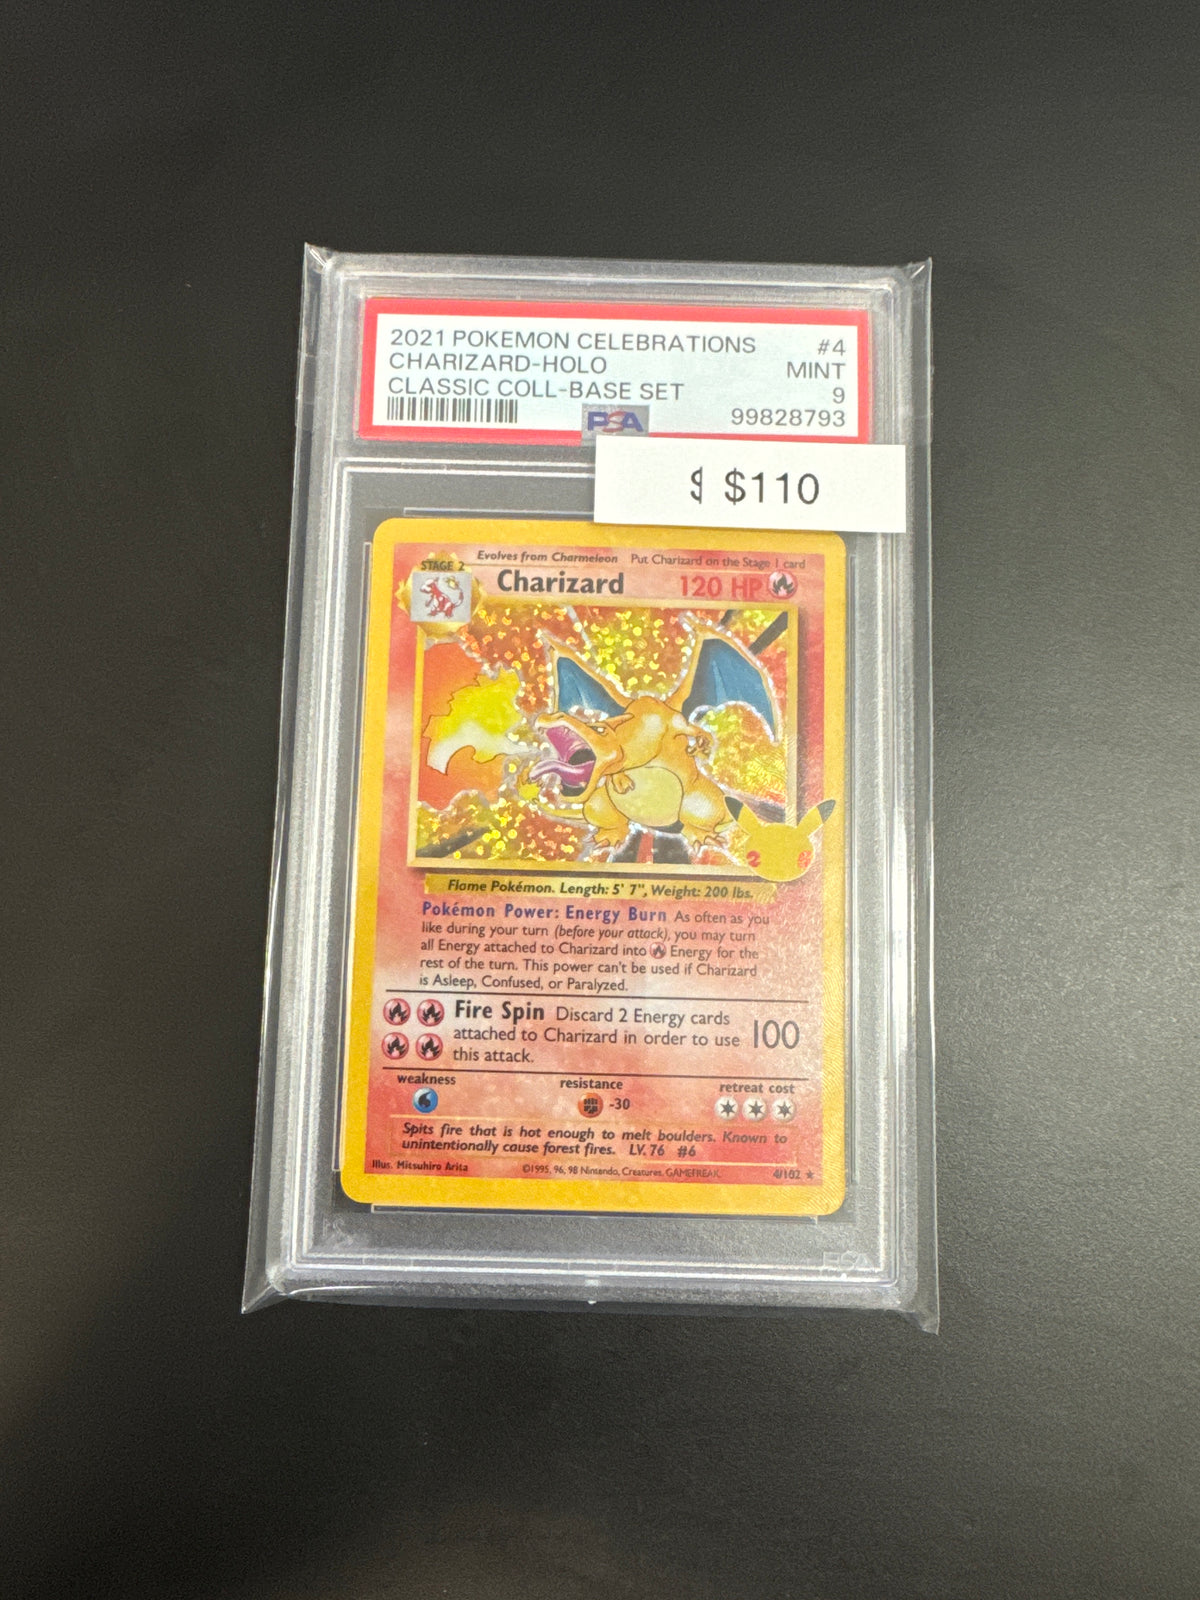 2021 POKEMON CELEBRATIONS #4
CHARIZARD-HOLO MINT
CLASSIC COLL-BASE SET 9
PSA 99828793
$ $110
Evolves from Charmeleon Put Charizard on the Stage 1 card
STAGE 2
Charizard 120 HP
2
Flame Pokémon. Length: 5' 7", Weight: 200 lbs.
Pokémon Power: Energy Burn As often as you
like during your turn (before your attack), you may turn
all Energy attached to Charizard into Energy for the
rest of the turn. This power can't be used if Charizard
is Asleep, Confused, or Paralyzed.
Fire Spin Discard 2 Energy cards
attached to Charizard in order to use 100
this attack.
weakness resistance retreat cost
-30
Spits fire that is hot enough to melt boulders. Known to
unintentionally cause forest fires. LV. 76 #6
Illus. Mitsuhiro Arita ©1995, 96, 98 Nintendo, Creatures, GAMEFREAK. 4/102 ★
PSA